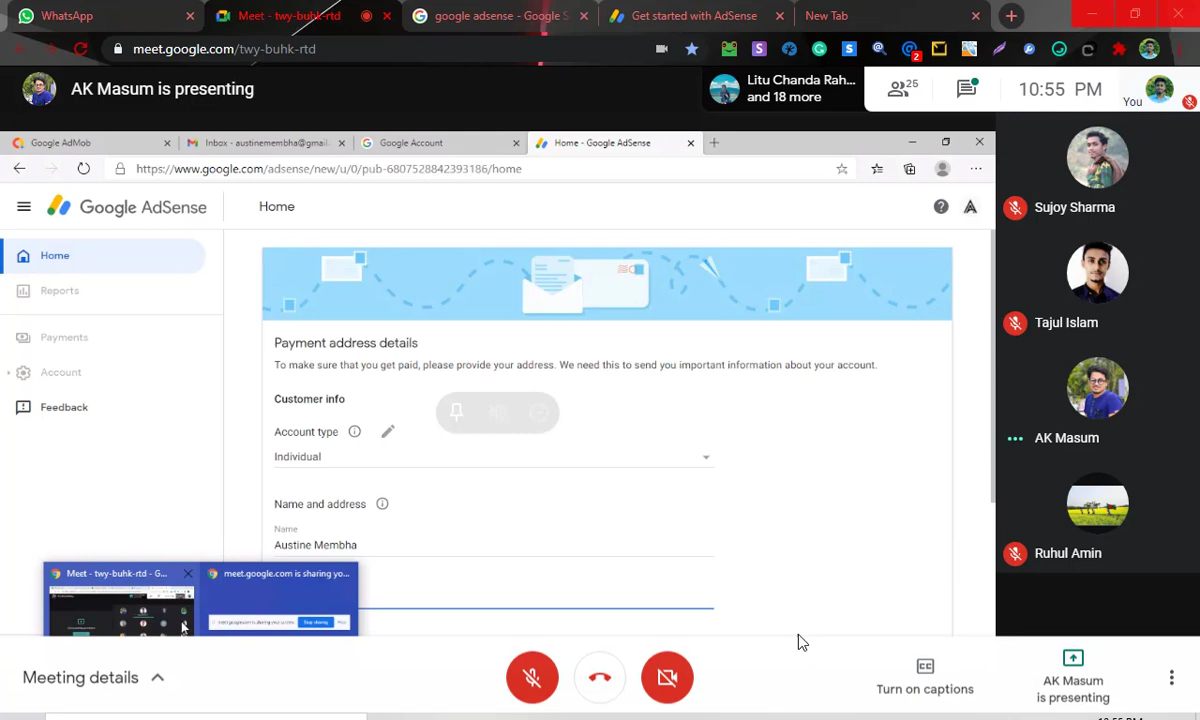 WhatsApp
Meet - twy-buhk-rtd
google adsense - Google S
Get started with AdSense
New Tab
meet.google.com/twy-buhk-rtd
2
AK Masum is presenting
Litu Chanda Rah...
and 18 more
25
10:55 PM
You
Google AdMob
Inbox - austinemembha@gmail.
Google Account
Home - Google AdSense
https://www.google.com/adsense/new/u/0/pub-6807528842393186/home
Google AdSense
Home
Home
Reports
Payments
Account
Feedback
Payment address details
To make sure that you get paid, please provide your address. We need this to send you important information about your account.
Customer info
Account type
Individual
Name and address
Name
Austine Membha
Sujoy Sharma
Tajul Islam
AK Masum
Ruhul Amin
Meet - twy-buhk-rtd - G...
meet.google.com is sharing yo...
Stop sharing
Meeting details
Turn on captions
AK Masum
is presenting